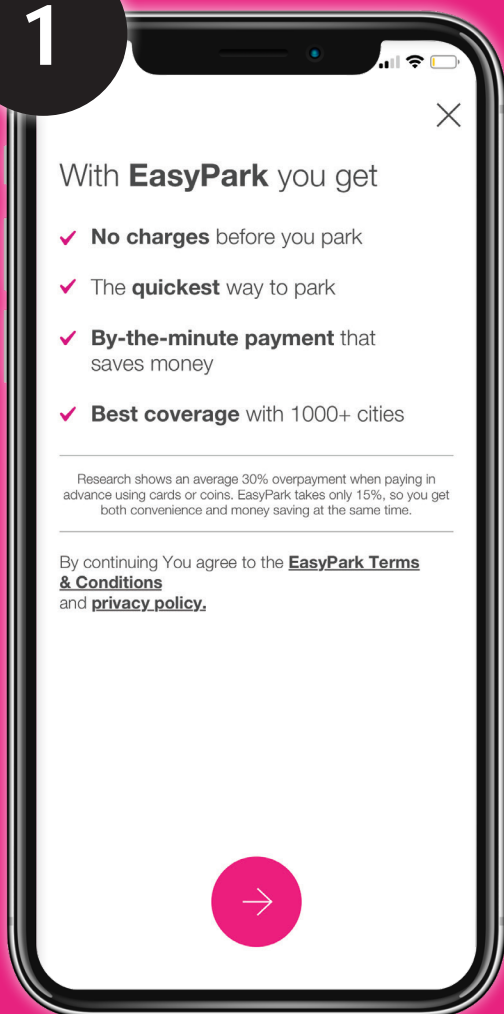 1
With EasyPark you get
No charges before you park
The quickest way to park
By-the-minute payment that
saves money
Best coverage with 1000+ cities
Research shows an average 30% overpayment when paying in
advance using cards or coins. EasyPark takes only 15%, so you get
both convenience and money saving at the same time.
By continuing You agree to the EasyPark Terms
& Conditions
and privacy policy.